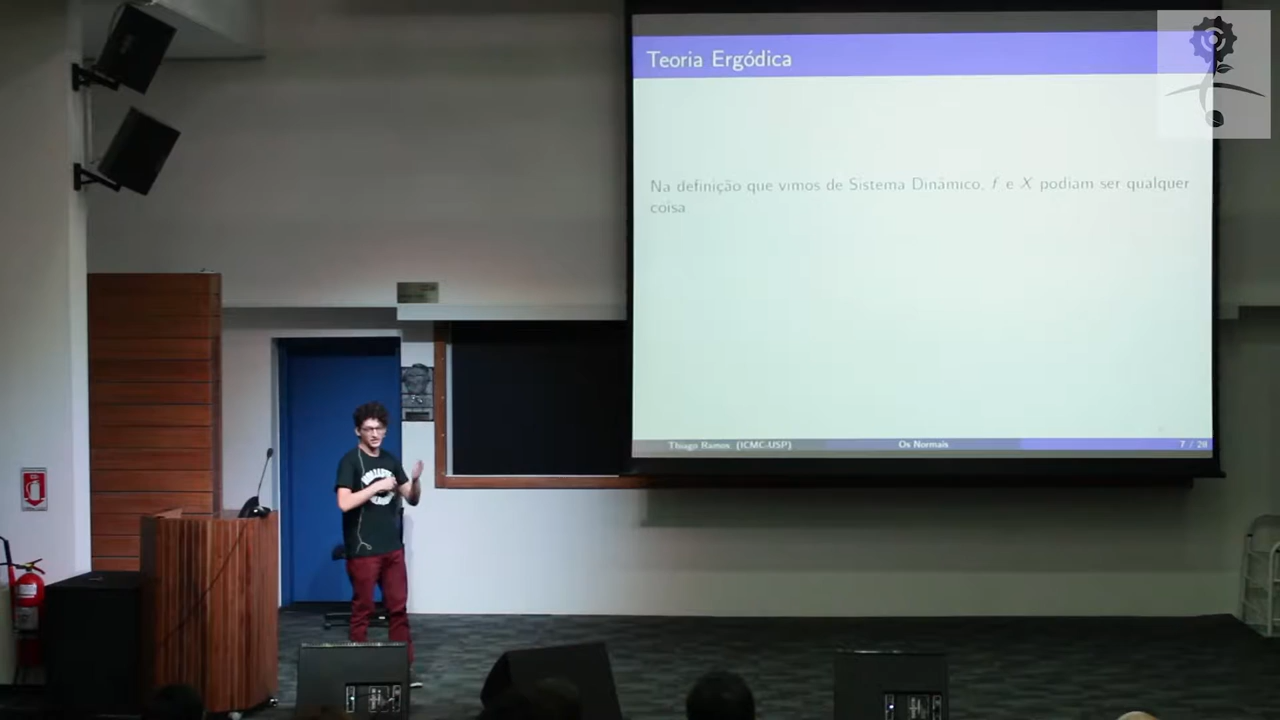 Teoria Ergódica
Na definição que vimos de Sistema Dinâmico, f e X podiam ser qualquer
coisa
Thiago Ramos (ICMC-USP)
Os Normais
7 / 28